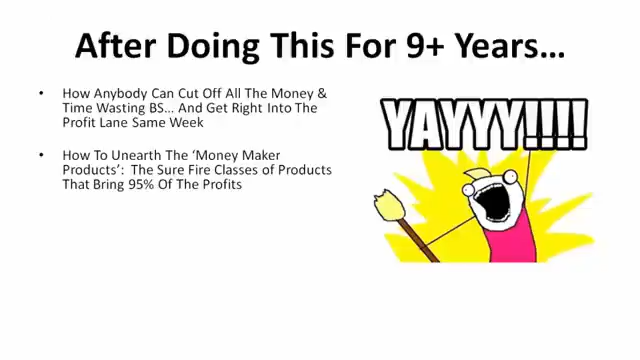 After Doing This For 9+ Years...
• How Anybody Can Cut Off All The Money &
Time Wasting BS... And Get Right Into The
Profit Lane Same Week
• How To Unearth The ‘Money Maker
Products’:  The Sure Fire Classes of Products
That Bring 95% Of The Profits
YAYYY!!!!